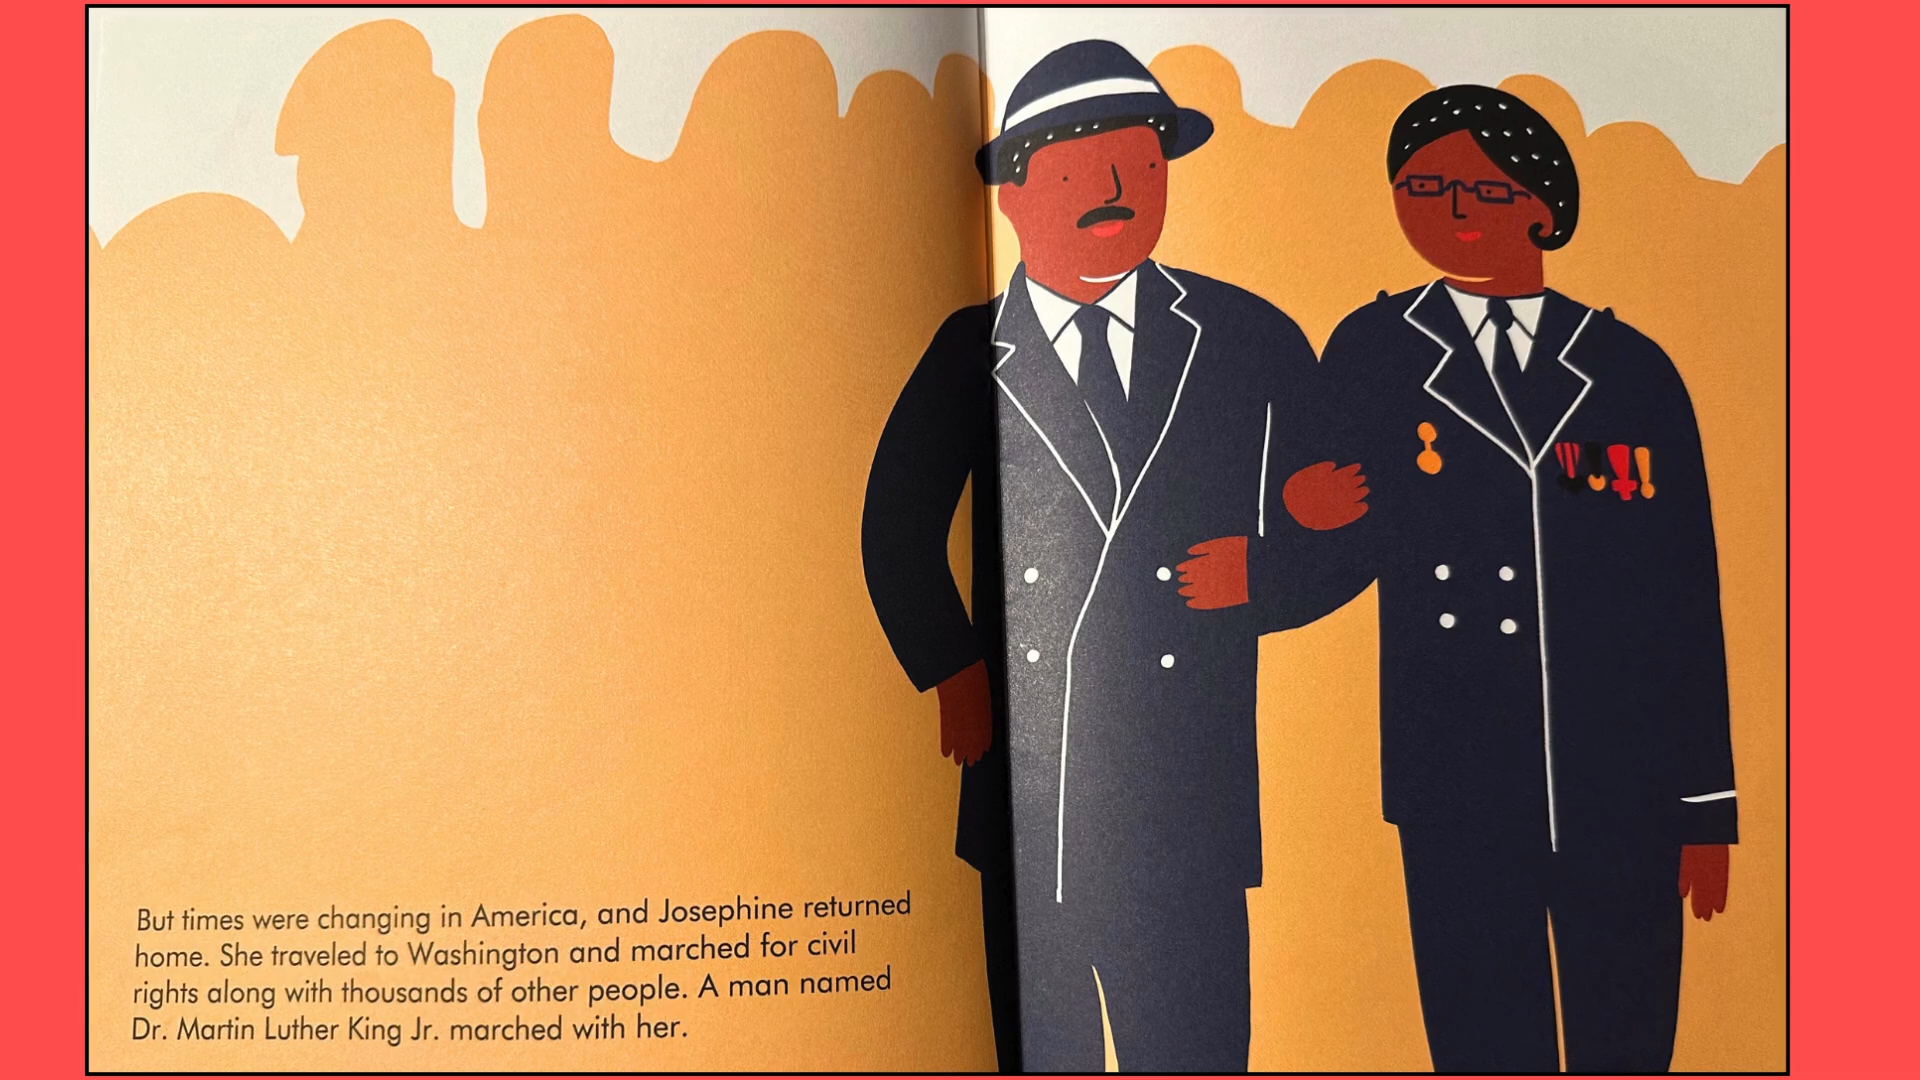 But times were changing in America, and Josephine returned
home. She traveled to Washington and marched for civil
rights along with thousands of other people. A man named
Dr. Martin Luther King Jr. marched with her.